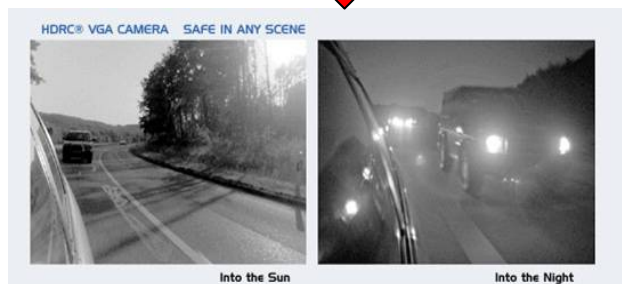 HDRC® VGA CAMERA SAFE IN ANY SCENE
Into the Sun
Into the Night